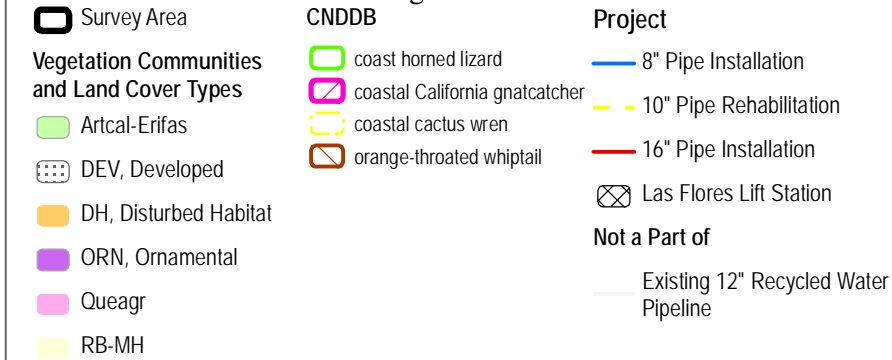 Survey Area
Vegetation Communities
and Land Cover Types
Artcal-Erifas
DEV, Developed
DH, Disturbed Habitat
ORN, Ornamental
Queagr
RB-MH
CNDDB
coast horned lizard
coastal California gnatcatcher
coastal cactus wren
orange-throated whiptail
Project
8" Pipe Installation
10" Pipe Rehabilitation
16" Pipe Installation
Las Flores Lift Station
Not a Part of
Existing 12" Recycled Water
Pipeline